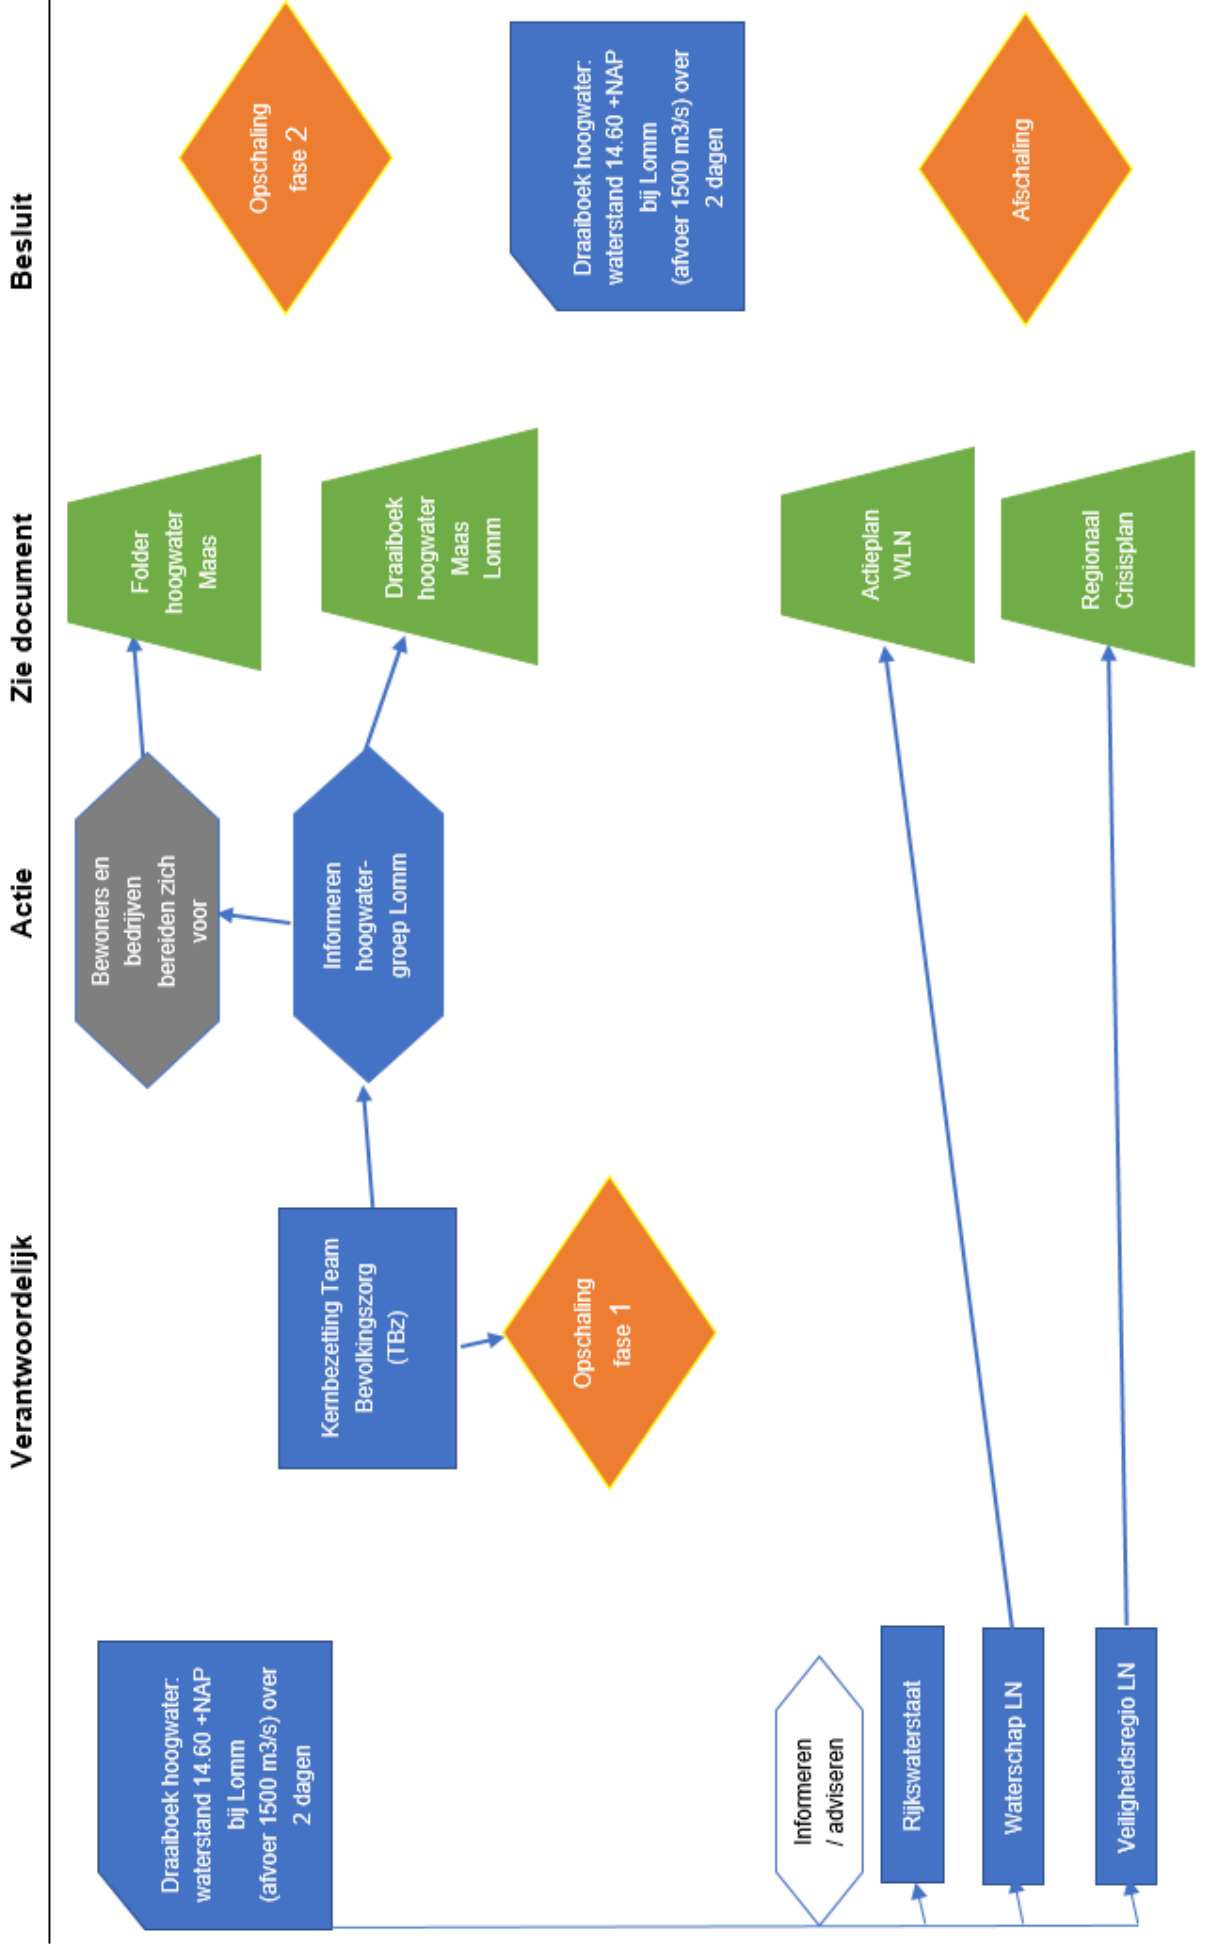 Verantwoordelijk
Actie
Zie document
Besluit
Draaiboek hoogwater:
waterstand 14.60 +NAP
bij Lomm
(afvoer 1500 m3/s) over
2 dagen
Kernbezetting Team
Bevolkingszorg
(TBz)
Opschaling
fase 1
Bewoners en
bedrijven
bereiden zich
voor
Informeren
hoogwater-
groep Lomm
Folder
hoogwater
Maas
Draaiboek
hoogwater
Maas
Lomm
Opschaling
fase 2
Draaiboek hoogwater:
waterstand 14.60 +NAP
bij Lomm
(afvoer 1500 m3/s) over
2 dagen
Informeren
/ adviseren
Rijkswaterstaat
Waterschap LN
Veiligheidsregio LN
Actieplan
WLN
Regionaal
Crisisplan
Afschaling